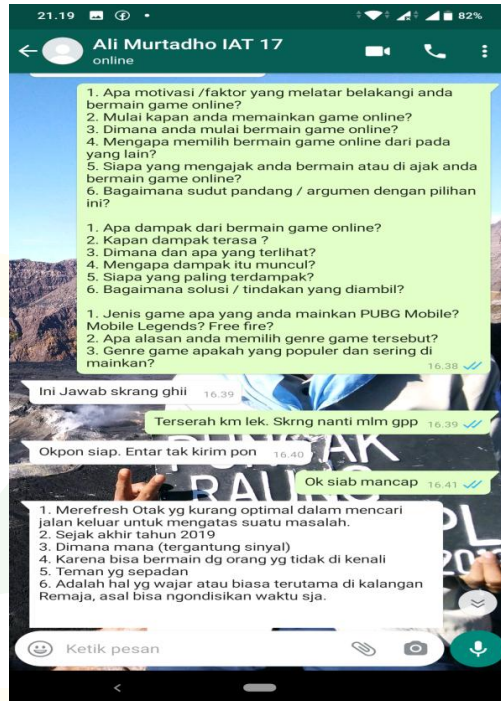 21.19
82%
Ali Murtadho IAT 17
online
1. Apa motivasi /faktor yang melatar belakangi anda
bermain game online?
2. Mulai kapan anda memainkan game online?
3. Dimana anda mulai bermain game online?
4. Mengapa memilih bermain game online dari pada
yang lain?
5. Siapa yang mengajak anda bermain atau di ajak anda
bermain game online?
6. Bagaimana sudut pandang / argumen dengan pilihan
ini?
1. Apa dampak dari bermain game online?
2. Kapan dampak terasa ?
3. Dimana dan apa yang terlihat?
4. Mengapa dampak itu muncul?
5. Siapa yang paling terdampak?
6. Bagaimana solusi / tindakan yang diambil?
1. Jenis game apa yang anda mainkan PUBG Mobile?
Mobile Legends? Free fire?
2. Apa alasan anda memilih genre game tersebut?
3. Genre game apakah yang populer dan sering di
mainkan?
16.38
Ini Jawab skrang ghii 16.39
Terserah km lek. Skrng nanti mlm gpp 16.39
Okpon siap. Entar tak kirim pon 16.40
PUNCAK
Ok siab mancap 16.41
RAUNG
1. Merefresh Otak yg kurang optimal dalam mencari
jalan keluar untuk mengatas suatu masalah.
2. Sejak akhir tahun 2019
3. Dimana mana (tergantung sinyal)
4. Karena bisa bermain dg orang yg tidak di kenali
5. Teman yg sepadan
6. Adalah hal yg wajar atau biasa terutama di kalangan
Remaja, asal bisa ngondisikan waktu sja.
Ketik pesan